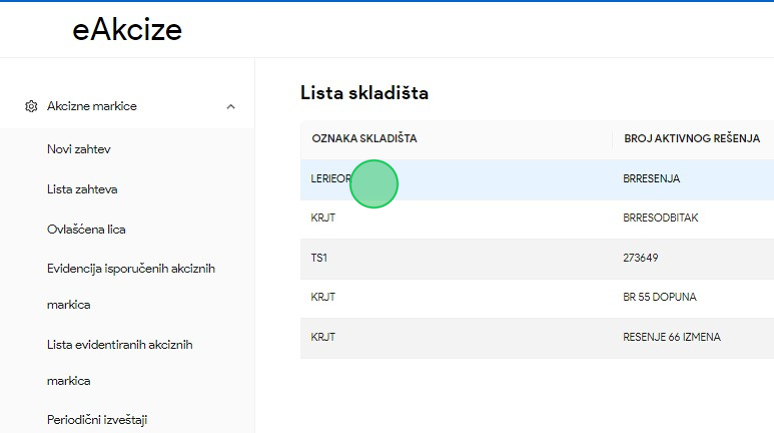 eAkcize
Akcizne markice
Novi zahtev
Lista zahteva
Ovlašćena lica
Evidencija isporučenih akciznih
markica
Lista evidentiranih akciznih
markica
Periodični izveštaji
Lista skladišta
OZNAKA SKLADIŠTA BROJ AKTIVNOG REŠENJA
LERIEOR BRRESENJA
KRJT BRRESODBITAK
TS1 273649
KRJT BR 55 DOPUNA
KRJT RESENJE 66 IZMENA